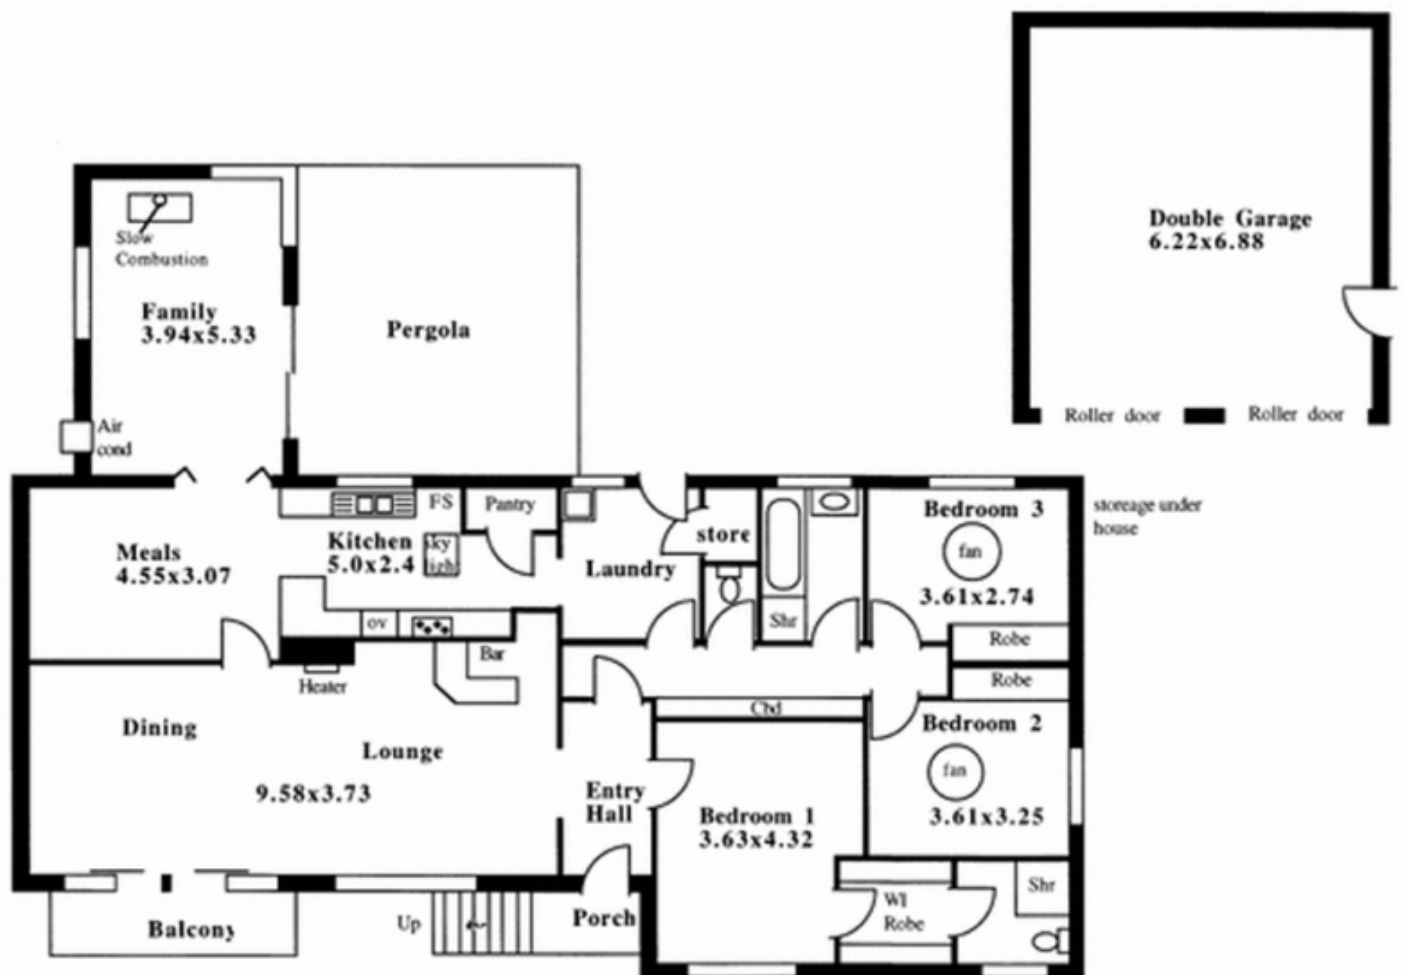 Double Garage
6.22x6.88
Roller door
Roller door
Slow
Combustion
Family
3.94x5.33
Pergola
Air
cond
FS
Pantry
Meals
4.55x3.07
Kitchen
5.0x2.4
sky
ov
Laundry
store
Shr
Bedroom 3
fan
3.61x2.74
Robe
storeage under
house
Robe
Bar
Heater
Dining
Lounge
9.58x3.73
Cbd
Bedroom 2
fan
3.61x3.25
Entry
Hall
Bedroom 1
3.63x4.32
WI
Robe
Shr
Balcony
Up
Porch